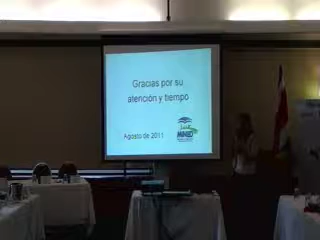 Gracias por su
atención y tiempo
Agosto de 2011